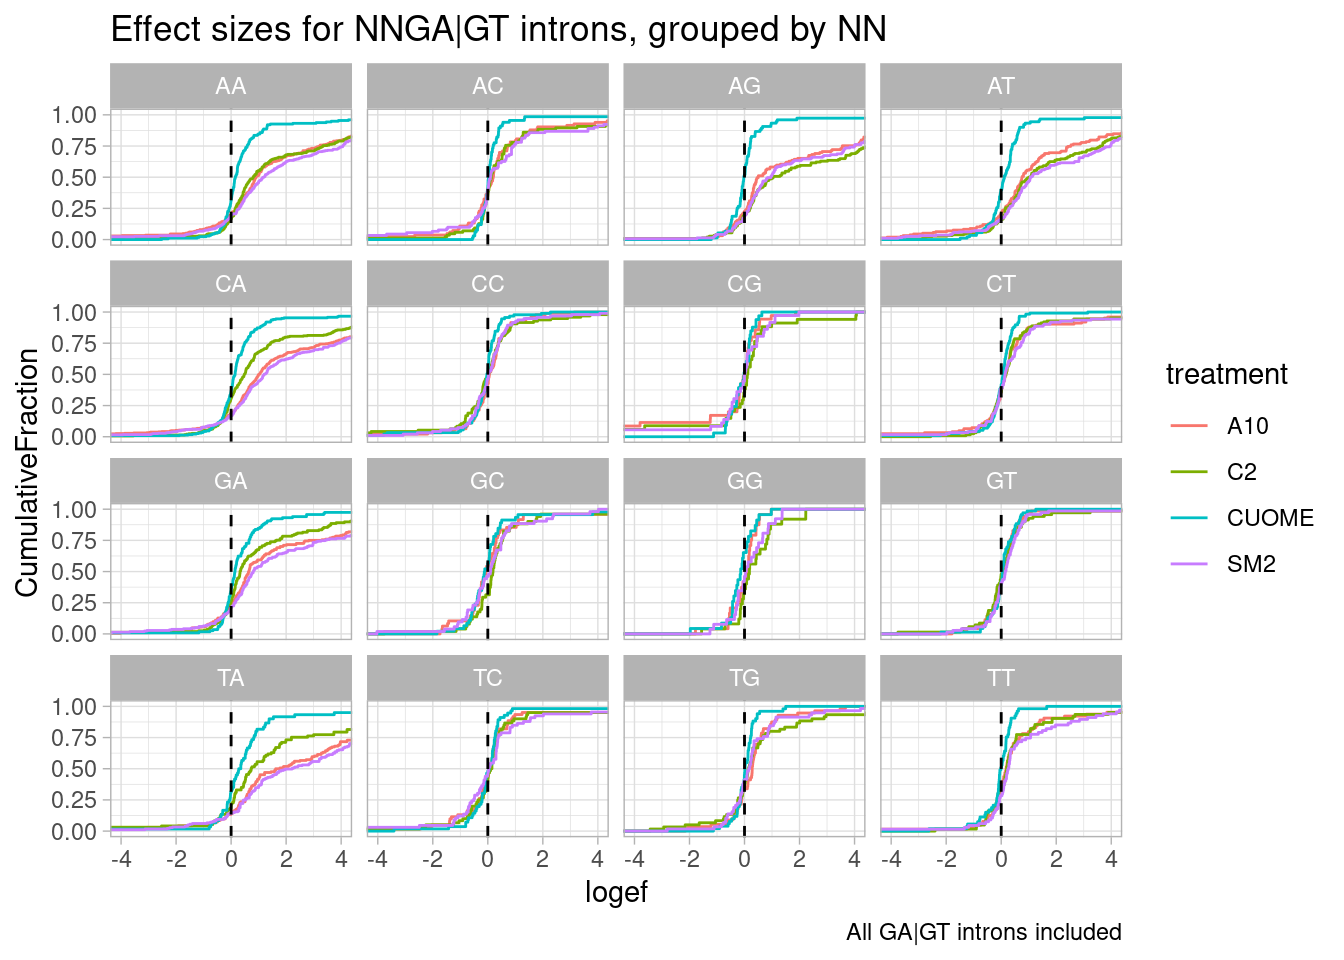 Effect sizes for NNGA|GT introns, grouped by NN
AA AC AG AT
1.00
0.75
0.50
0.25
0.00
CA CC CG CT
1.00
0.75
0.50
0.25
0.00
GA GC GG GT
1.00
0.75
0.50
0.25
0.00
TA TC TG TT
1.00
0.75
0.50
0.25
0.00
-4 -2 0 2 4 -4 -2 0 2 4 -4 -2 0 2 4 -4 -2 0 2 4
CumulativeFraction
logef
treatment
A10
C2
CUOME
SM2
All GA|GT introns included